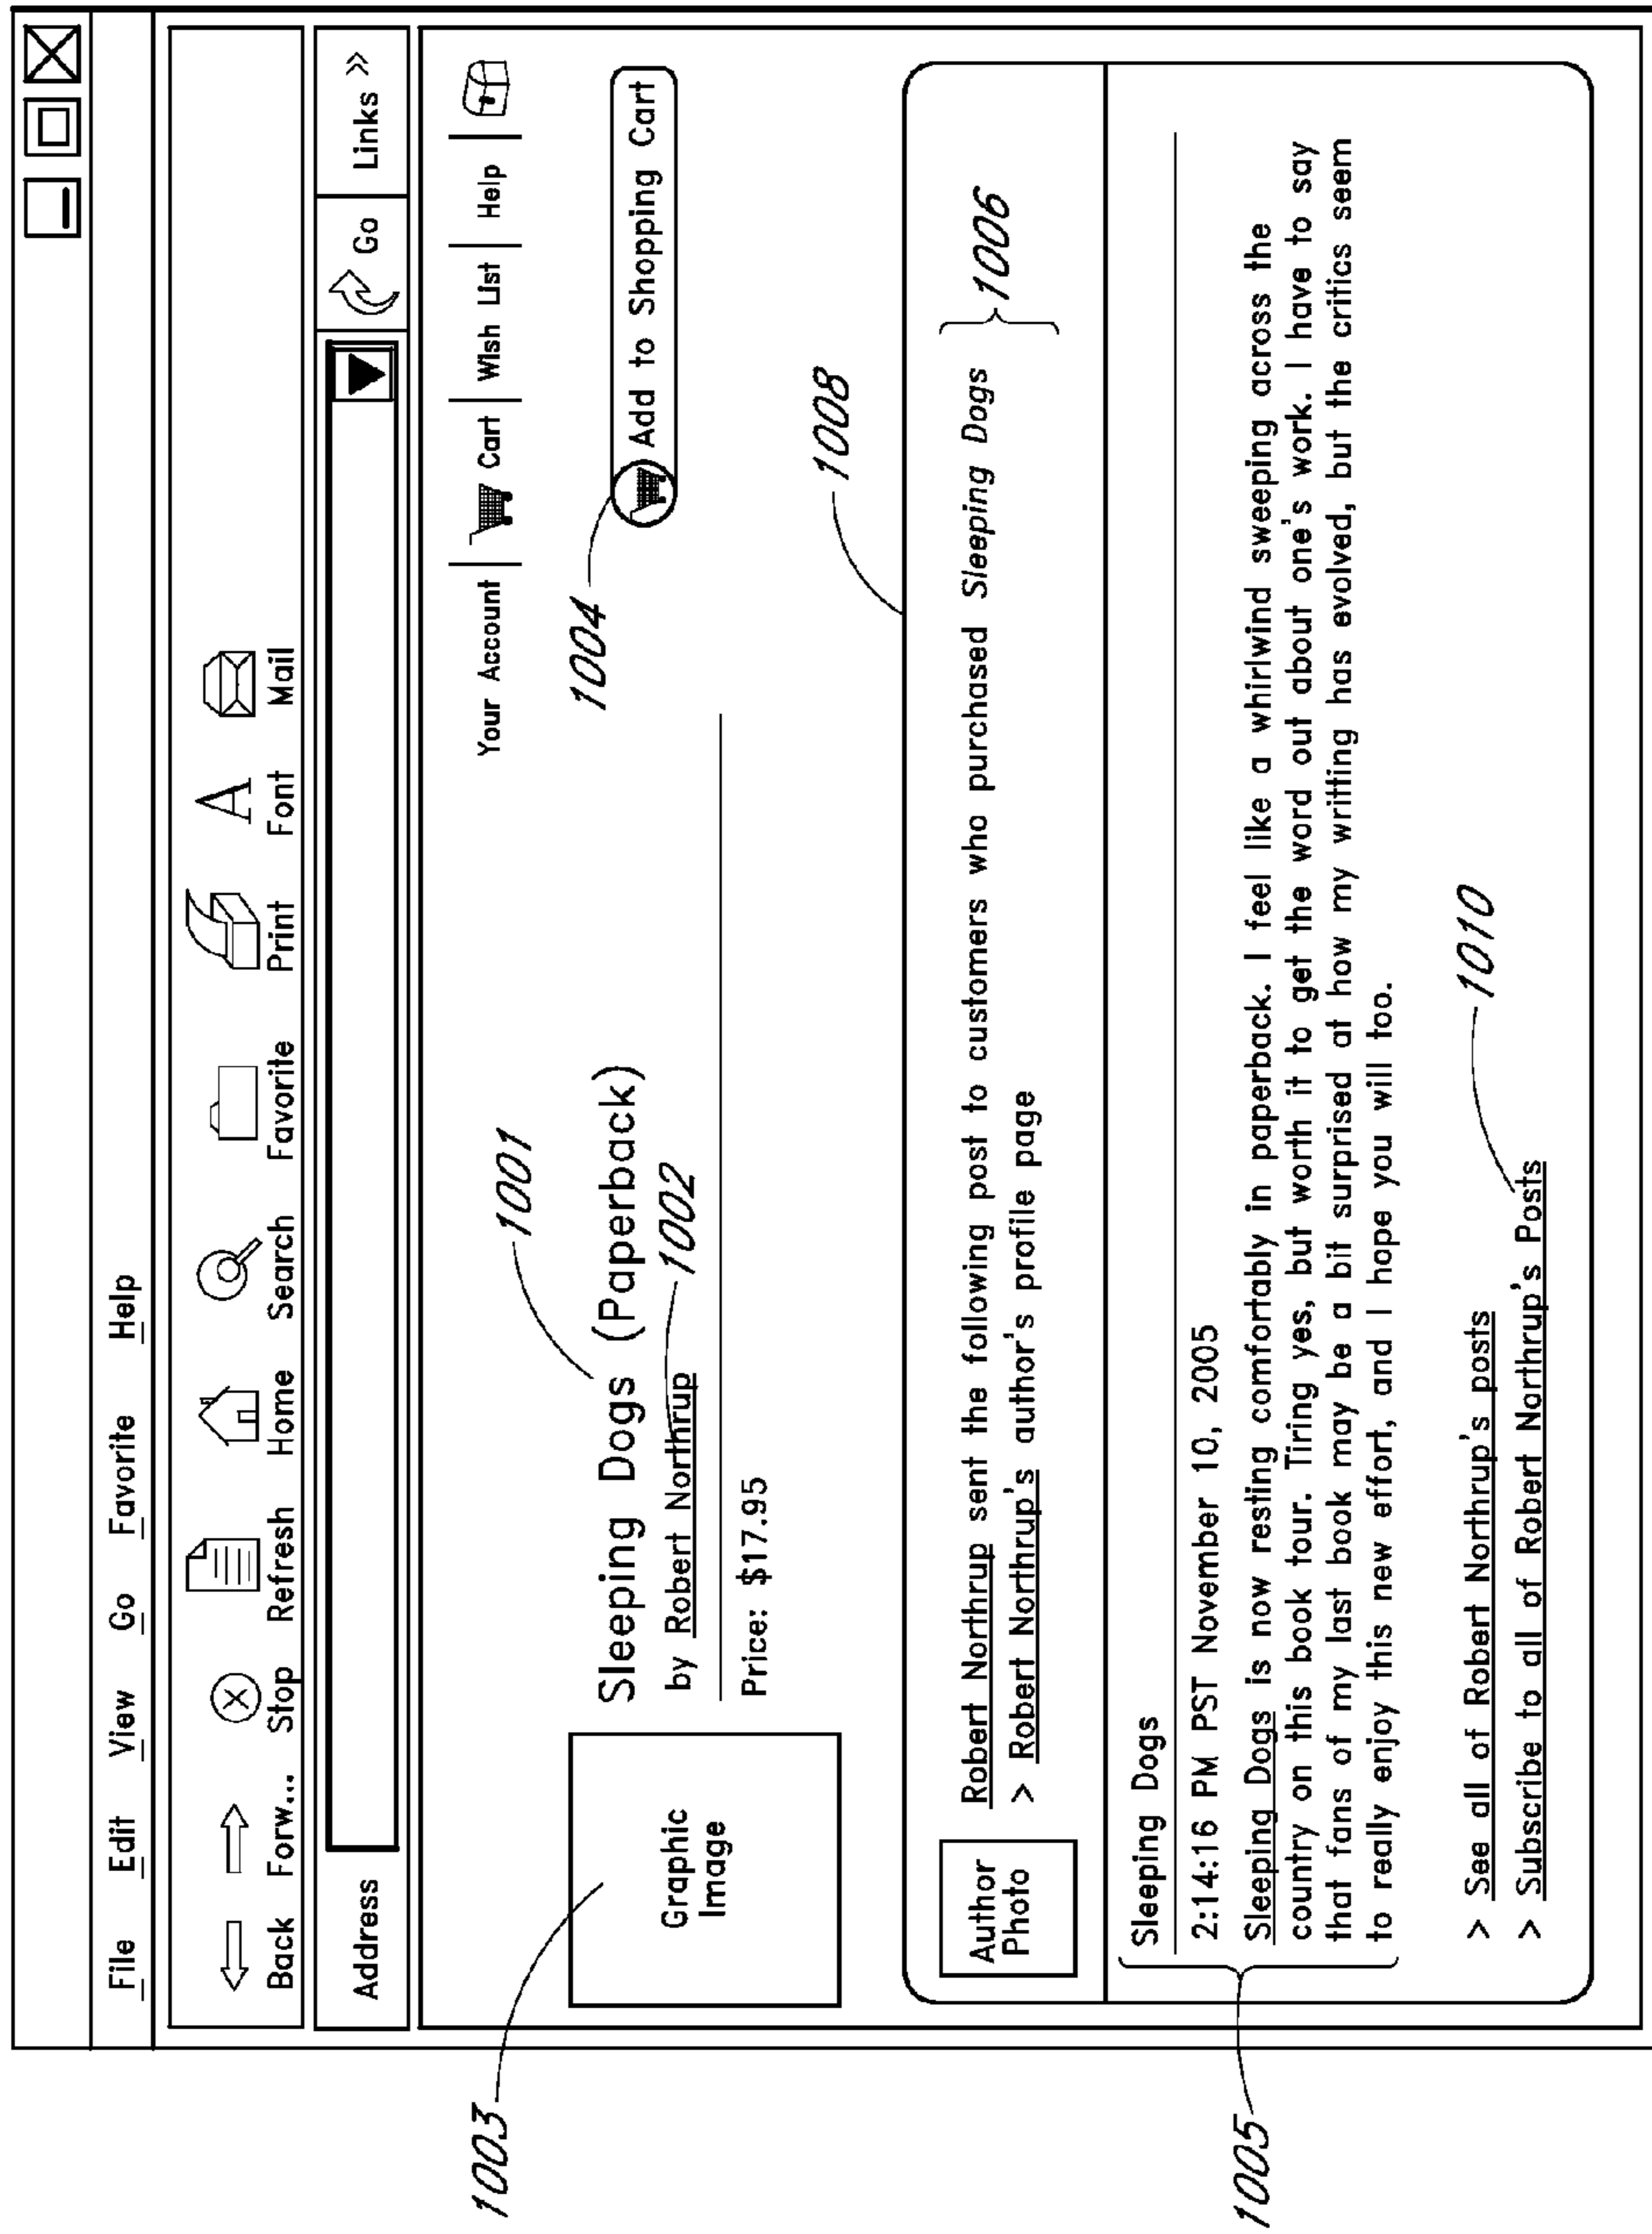 File Edit View Go Favorite Help
Back Forw... Stop Refresh Home Search Favorite Print Font Mail
Address Go Links >>
Your Account Cart Wish List Help
1001
1003
Graphic
Image
Sleeping Dogs (Paperback)
1004
Add to Shopping Cart
by Robert Northrup
1002
Price: $17.95
1008
Author
Photo
Robert Northrup sent the following post to customers who purchased Sleeping Dogs
> Robert Northrup's author's profile page
1006
Sleeping Dogs
2:14:16 PM PST November 10, 2005
1005
Sleeping Dogs is now resting comfortably in paperback. I feel like a whirlwind sweeping across the
country on this book tour. Tiring yes, but worth it to get the word out about one's work. I have to say
that fans of my last book may be a bit surprised at how my writting has evolved, but the critics seem
to really enjoy this new effort, and I hope you will too.
> See all of Robert Northrup's posts
> Subscribe to all of Robert Northrup's Posts
1010